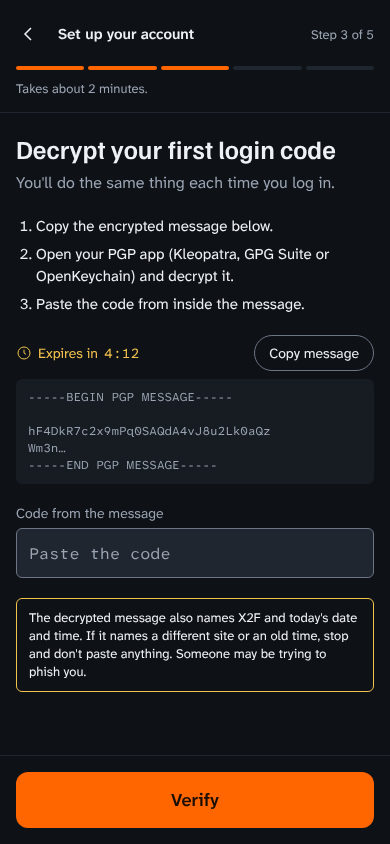 Set up your account
Step 3 of 5
Takes about 2 minutes.
Decrypt your first login code
You'll do the same thing each time you log in.
1. Copy the encrypted message below.
2. Open your PGP app (Kleopatra, GPG Suite or
OpenKeychain) and decrypt it.
3. Paste the code from inside the message.
Expires in 4:12
Copy message
-----BEGIN PGP MESSAGE-----
hF4DkR7c2x9mPq0SAQdA4vJ8u2Lk0aQz
Wm3n…
-----END PGP MESSAGE-----
Code from the message
Paste the code
The decrypted message also names X2F and today's date
and time. If it names a different site or an old time, stop
and don't paste anything. Someone may be trying to
phish you.
Verify